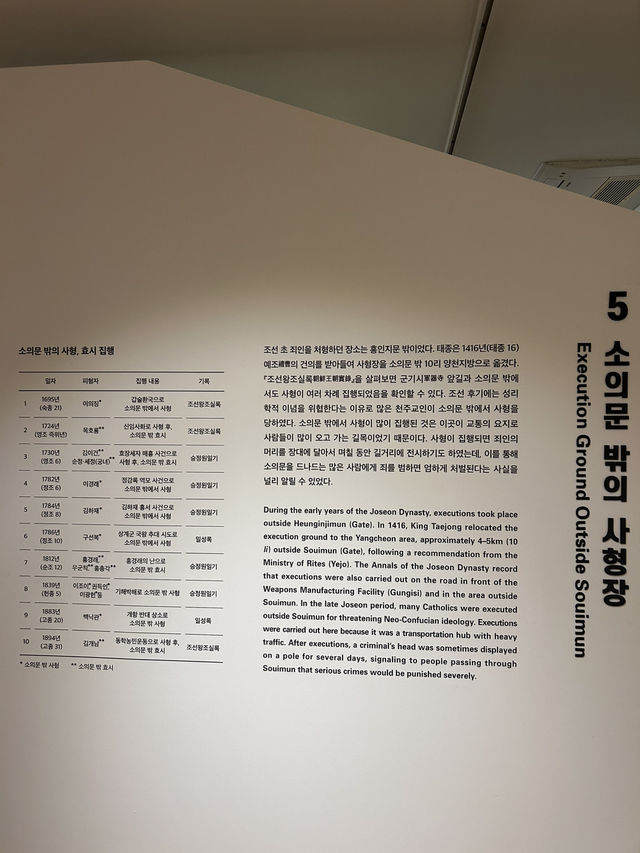 5 소의문 밖의 사형장
Execution Ground Outside Souimun
조선 초 죄인을 처형하던 장소는 흥인지문 밖이었다. 태종은 1416년(태종 16)
예조禮曹의 건의를 받아들여 사형장을 소의문 밖 10리 양천지방으로 옮겼다.
『조선왕조실록朝鮮王朝實錄』을 살펴보면 군기시軍器寺 앞길과 소의문 밖에
서도 사형이 여러 차례 집행되었음을 확인할 수 있다. 조선 후기에는 성리
학적 이념을 위협한다는 이유로 많은 천주교인이 소의문 밖에서 사형을
당하였다. 소의문 밖에서 사형이 많이 집행된 것은 이곳이 교통의 요지로
사람들이 많이 오고 가는 길목이었기 때문이다. 사형이 집행되면 죄인의
머리를 장대에 달아서 며칠 동안 길거리에 전시하기도 하였는데, 이를 통해
소의문을 드나드는 많은 사람에게 죄를 범하면 엄하게 처벌된다는 사실을
널리 알릴 수 있었다.
During the early years of the Joseon Dynasty, executions took place
outside Heunginjimun (Gate). In 1416, King Taejong relocated the
execution ground to the Yangcheon area, approximately 4–5km (10
li) outside Souimun (Gate), following a recommendation from the
Ministry of Rites (Yejo). The Annals of the Joseon Dynasty record
that executions were also carried out on the road in front of the
Weapons Manufacturing Facility (Gungisi) and in the area outside
Souimun. In the late Joseon period, many Catholics were executed
outside Souimun for threatening Neo-Confucian ideology. Executions
were carried out here because it was a transportation hub with heavy
traffic. After executions, a criminal's head was sometimes displayed
on a pole for several days, signaling to people passing through
Souimun that serious crimes would be punished severely.
소의문 밖의 사형, 효시 집행
일자 피형자 집행 내용 기록
1 1695년 (숙종 21) 이의징* 갑술환국으로 소의문 밖에서 사형 조선왕조실록
2 1724년 (영조 즉위년) 목호룡** 신임사화로 사형 후, 소의문 밖 효시 조선왕조실록
3 1730년 (영조 6) 김이건** 순정·세정(궁녀)** 효장세자 매흉 사건으로 사형 후, 소의문 밖 효시 승정원일기
4 1782년 (정조 6) 이경래* 정감록 역모 사건으로 소의문 밖에서 사형 승정원일기
5 1784년 (정조 8) 김하재* 김하재 흉서 사건으로 소의문 밖에서 사형 승정원일기
6 1786년 (정조 10) 구선복* 상계군 국왕 추대 시도로 소의문 밖에서 사형 일성록
7 1812년 (순조 12) 홍경래,** 우군칙,** 홍총각** 홍경래의 난으로 소의문 밖 효시 승정원일기
8 1839년 (헌종 5) 이조이*·권득인* 이광헌*등 기해박해로 소의문 밖 사형 승정원일기
9 1883년 (고종 20) 백낙관* 개항 반대 상소로 소의문 밖 사형 일성록
10 1894년 (고종 31) 김개남** 동학농민운동으로 사형 후, 소의문 밖 효시 조선왕조실록
* 소의문 밖 사형 ** 소의문 밖 효시